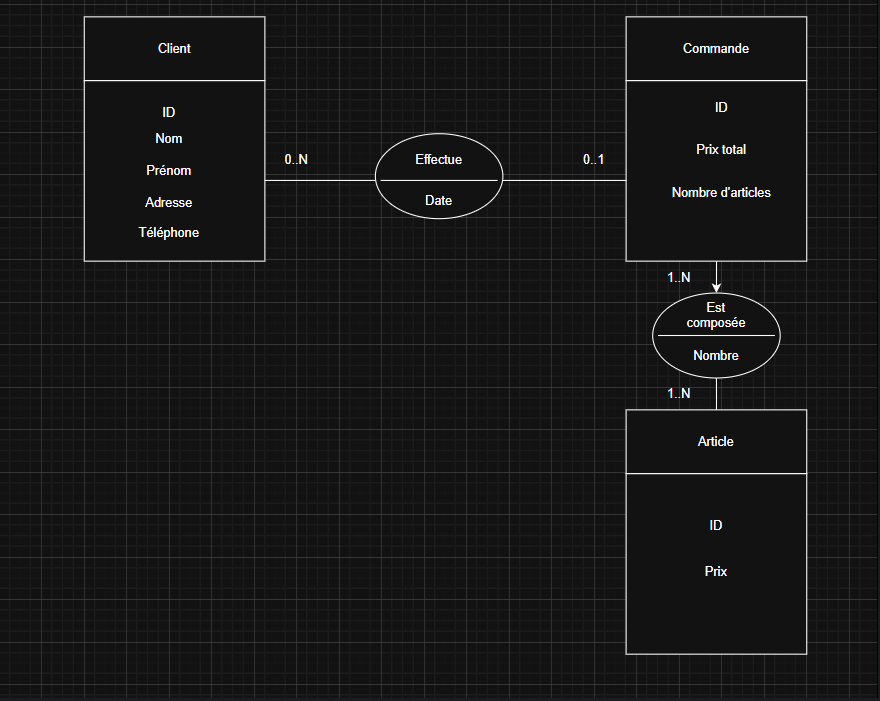 Client
ID
Nom
Prénom
Adresse
Téléphone
0..N
Effectue
Date
0..1
Commande
ID
Prix total
Nombre d'articles
1..N
Est
composée
Nombre
1..N
Article
ID
Prix